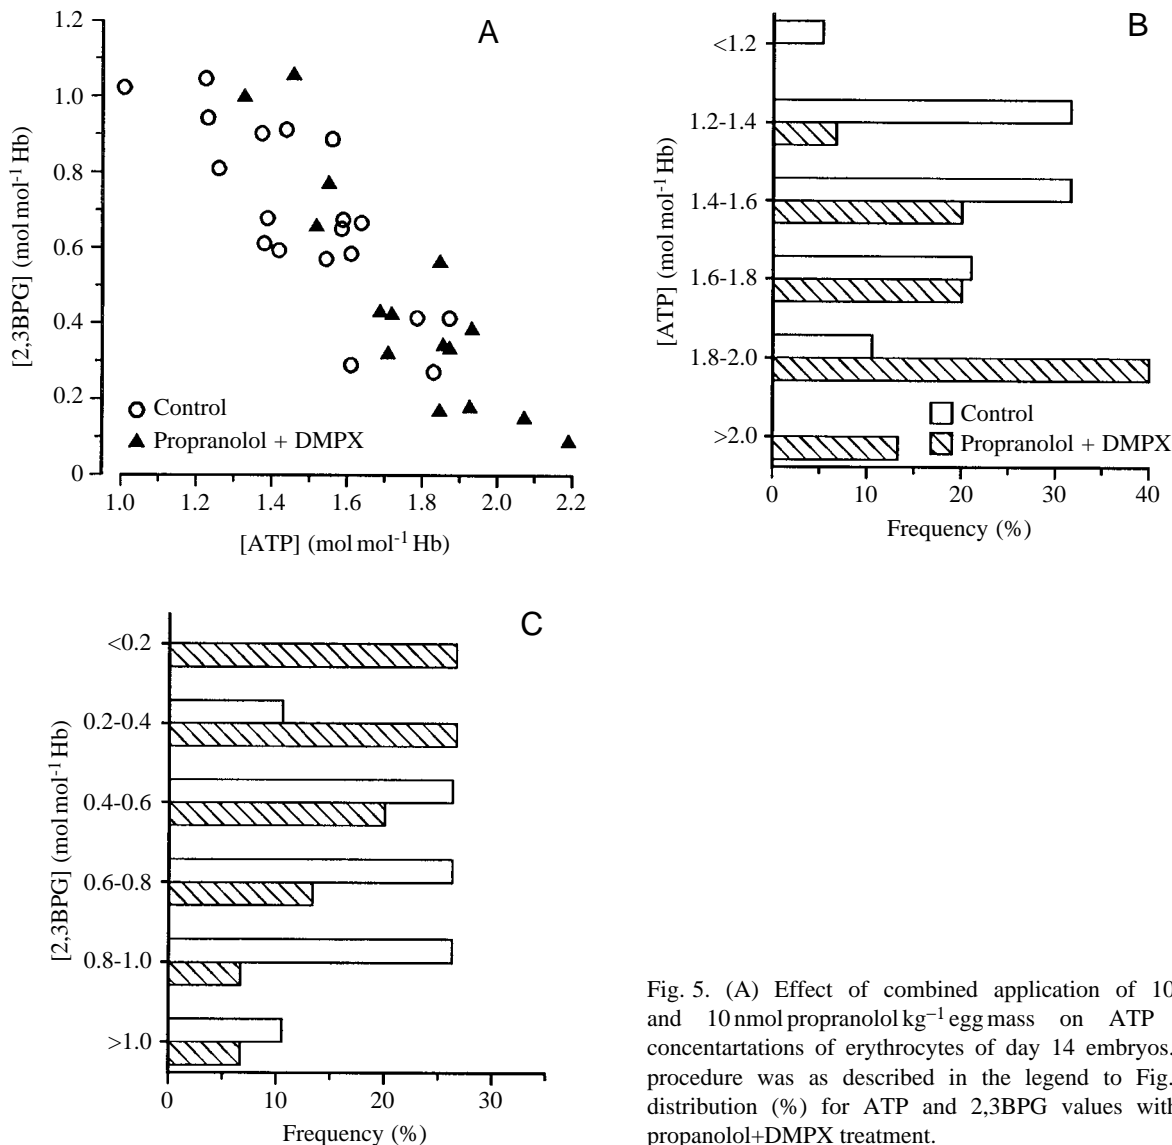 A
1.2
1.0
0.8
0.6
0.4
0.2
0
[2,3BPG] (mol mol⁻¹ Hb)
Control
Propranolol + DMPX
1.0 1.2 1.4 1.6 1.8 2.0 2.2
[ATP] (mol mol⁻¹ Hb)
B
<1.2
1.2-1.4
1.4-1.6
1.6-1.8
1.8-2.0
>2.0
[ATP] (mol mol⁻¹ Hb)
Control
Propranolol + DMPX
0 10 20 30 40
Frequency (%)
C
<0.2
0.2-0.4
0.4-0.6
0.6-0.8
0.8-1.0
>1.0
[2,3BPG] (mol mol⁻¹ Hb)
0 10 20 30
Frequency (%)
Fig. 5. (A) Effect of combined application of 10
and 10 nmol propranolol kg⁻¹ egg mass on ATP
concentartations of erythrocytes of day 14 embryos.
procedure was as described in the legend to Fig.
distribution (%) for ATP and 2,3BPG values with
propanolol+DMPX treatment.